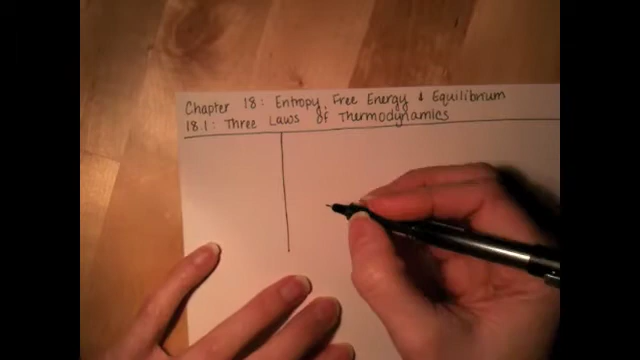 Chapter 18: Entropy, Free Energy & Equilibrium
18.1: Three Laws of Thermodynamics